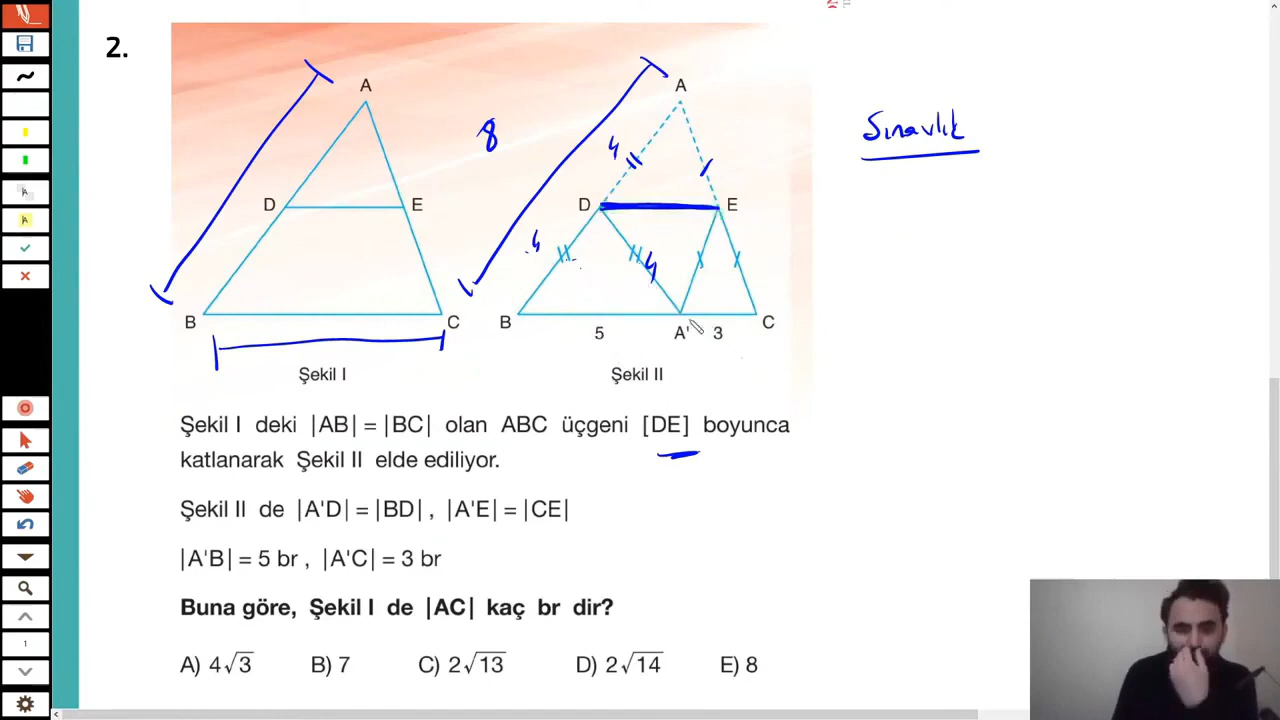 2.
Sınavlık
A
D
E
B
C
Şekil I
8
A
4
D
E
4
4
B
5
A'
3
C
Şekil II
Şekil I deki |AB| = |BC| olan ABC üçgeni [DE] boyunca
katlanarak Şekil II elde ediliyor.
Şekil II de |A'D| = |BD| , |A'E| = |CE|
|A'B| = 5 br , |A'C| = 3 br
Buna göre, Şekil I de |AC| kaç br dir?
A) 4√3 B) 7 C) 2√13 D) 2√14 E) 8
1